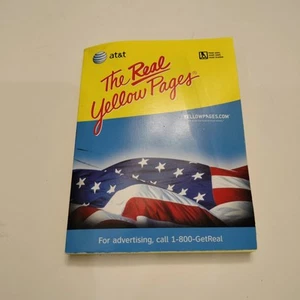 at&t
The Real
Yellow Pages
YELLOWPAGES.COM
For advertising, call 1-800-GetReal